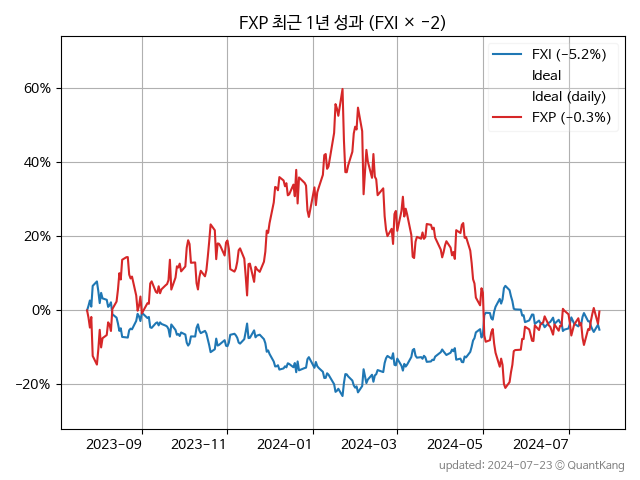 FXP 최근 1년 성과 (FXI × −2)
FXI (−5.2%)
Ideal
Ideal (daily)
FXP (−0.3%)
60%
40%
20%
0%
−20%
2023-09
2023-11
2024-01
2024-03
2024-05
2024-07
updated: 2024-07-23 © QuantKang